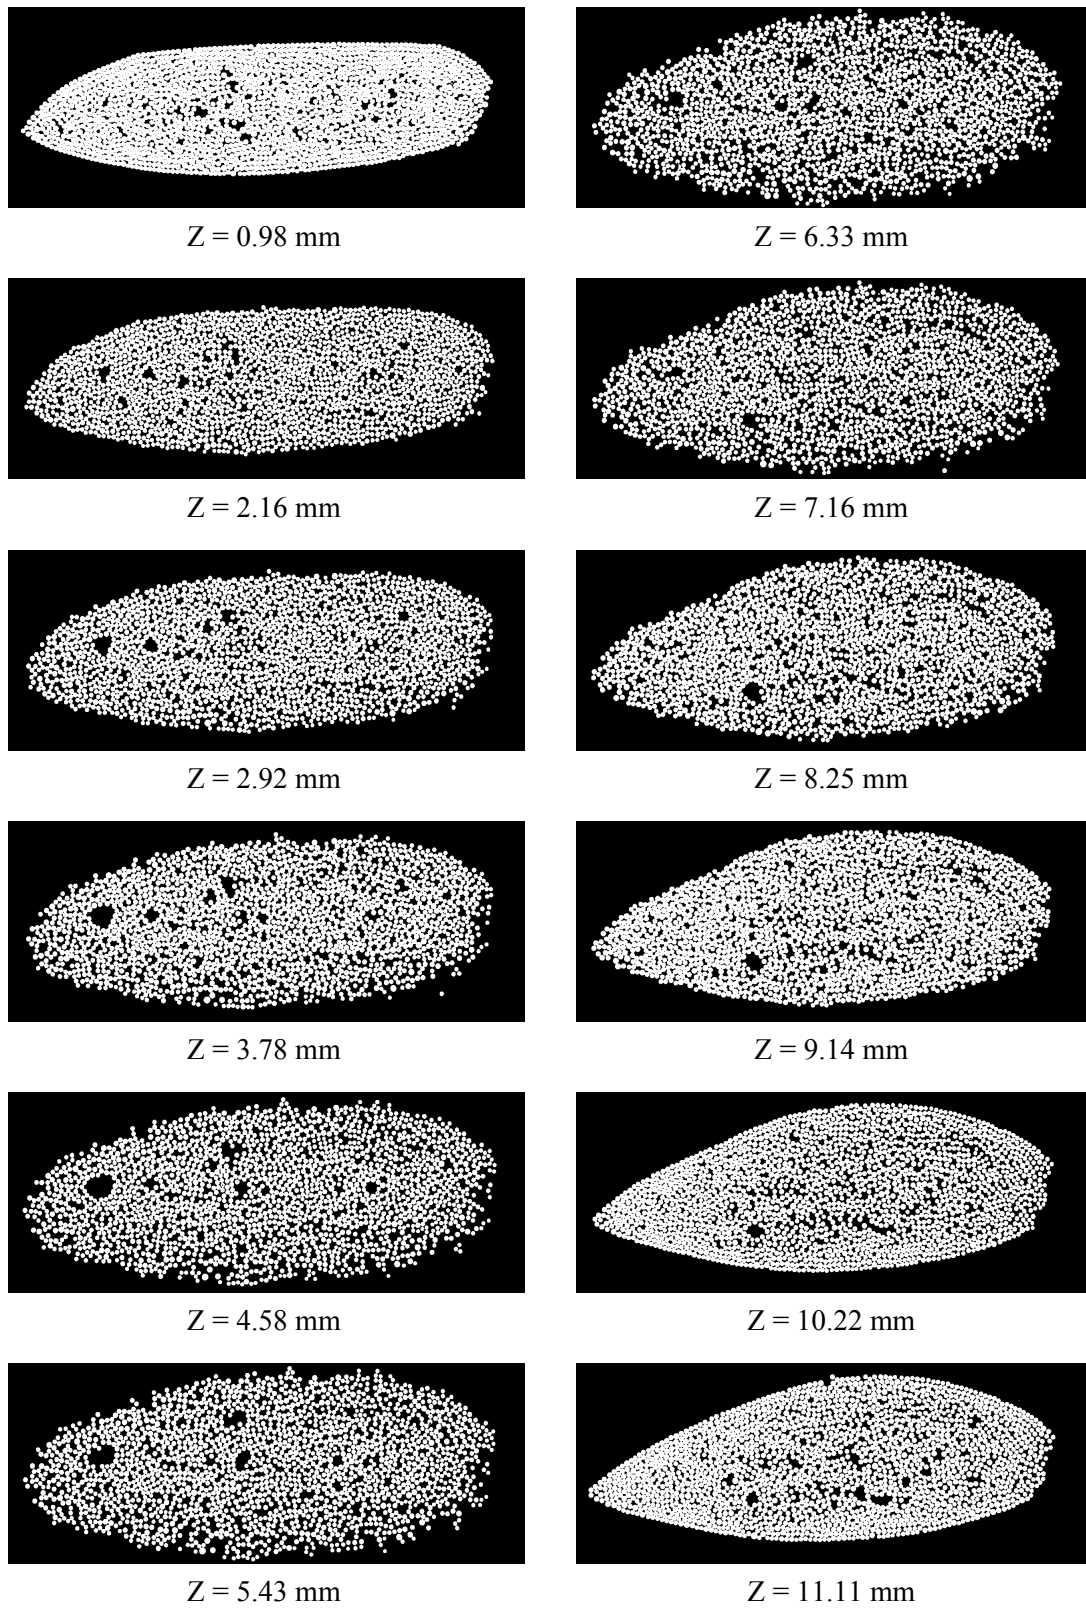 Z = 0.98 mm
Z = 6.33 mm
Z = 2.16 mm
Z = 7.16 mm
Z = 2.92 mm
Z = 8.25 mm
Z = 3.78 mm
Z = 9.14 mm
Z = 4.58 mm
Z = 10.22 mm
Z = 5.43 mm
Z = 11.11 mm